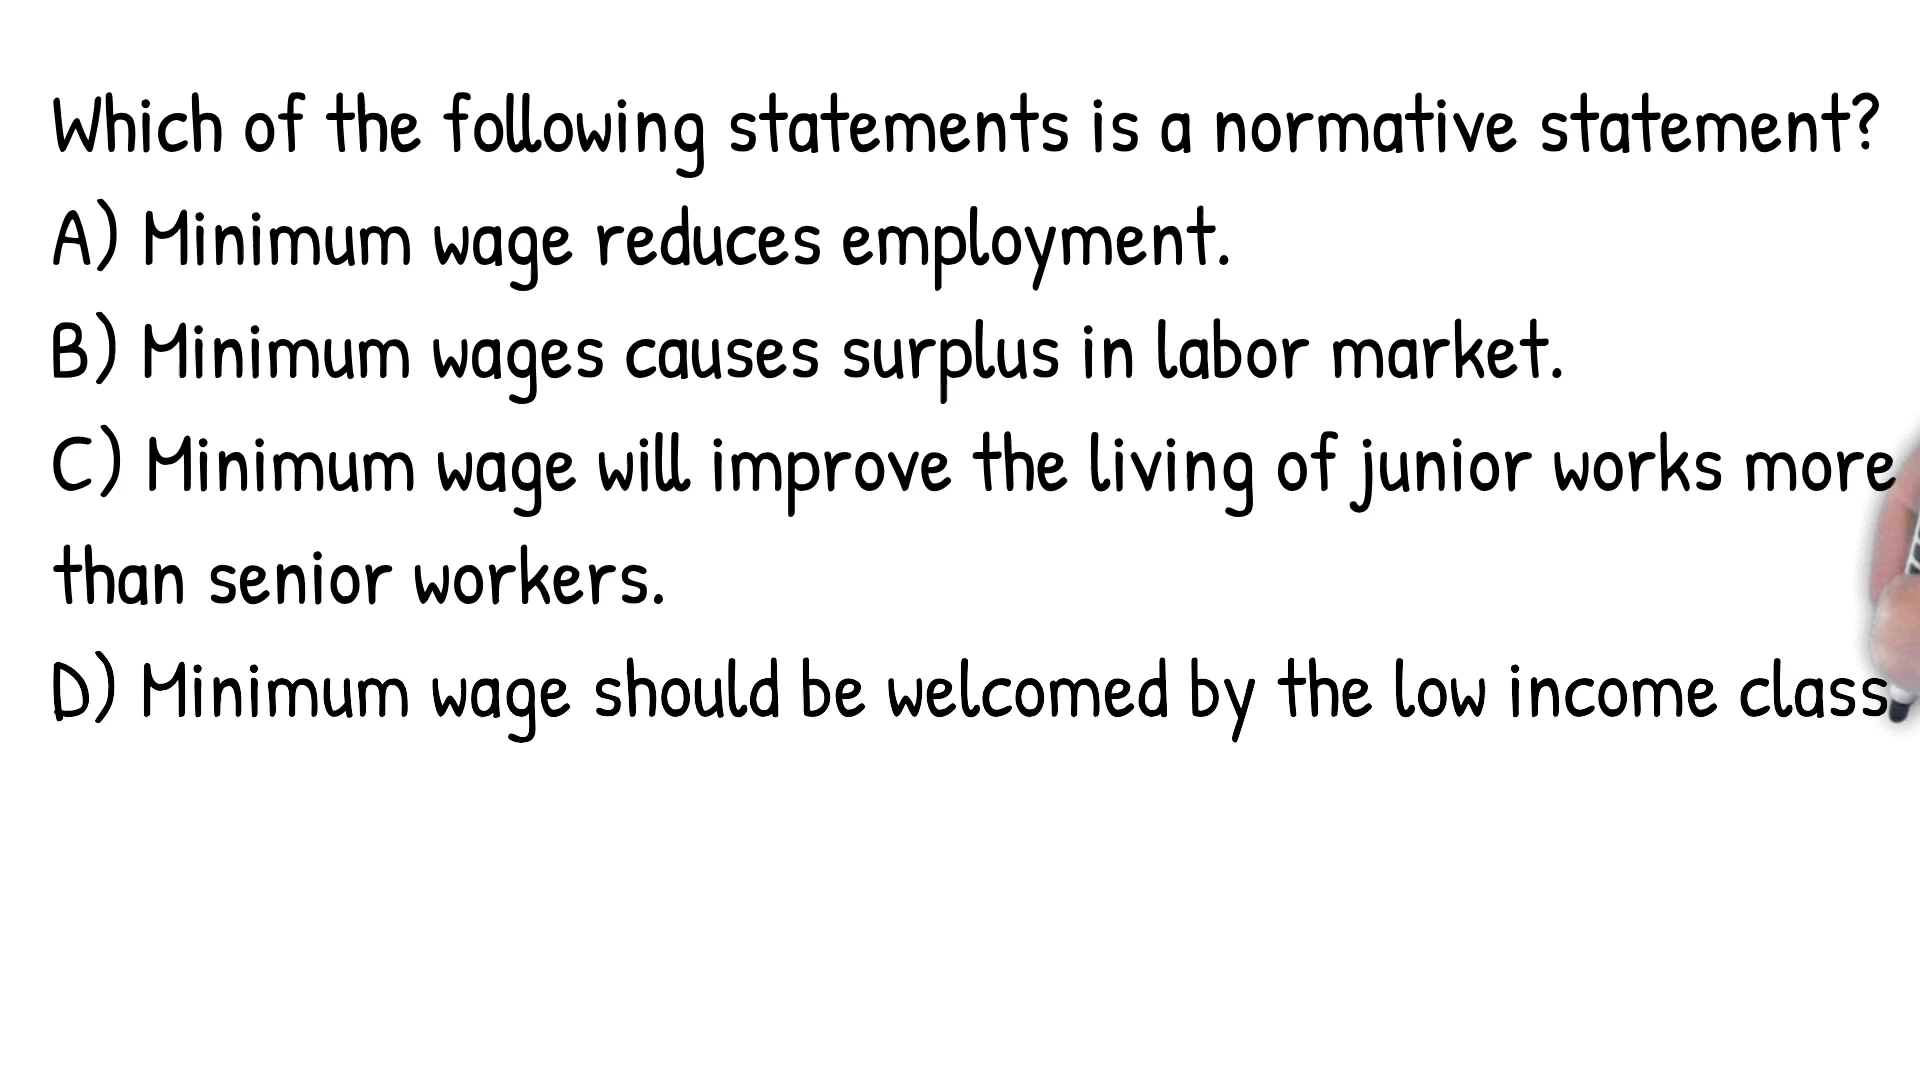 Which of the following statements is a normative statement?
A) Minimum wage reduces employment.
B) Minimum wages causes surplus in labor market.
C) Minimum wage will improve the living of junior works more
than senior workers.
D) Minimum wage should be welcomed by the low income class